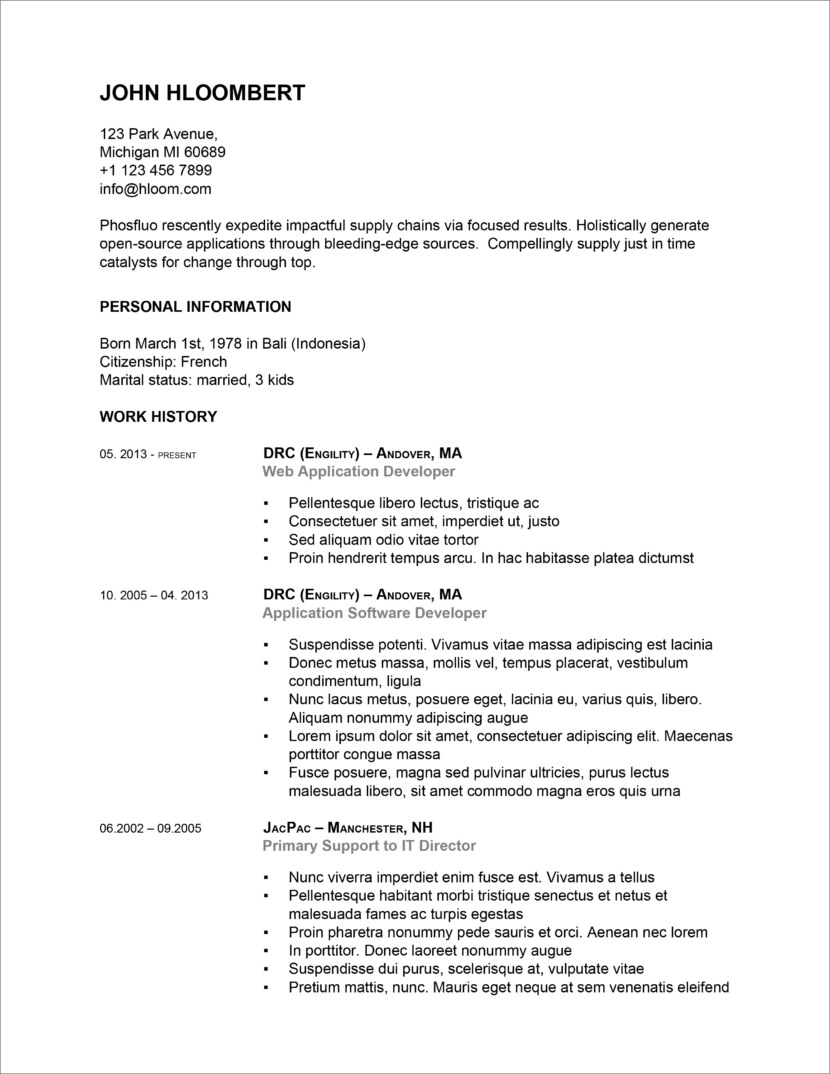 JOHN HLOOMBERT
123 Park Avenue,
Michigan MI 60689
+1 123 456 7899
info@hloom.com
Phosfluo rescently expedite impactful supply chains via focused results. Holistically generate
open-source applications through bleeding-edge sources.  Compellingly supply just in time
catalysts for change through top.
PERSONAL INFORMATION
Born March 1st, 1978 in Bali (Indonesia)
Citizenship: French
Marital status: married, 3 kids
WORK HISTORY
05. 2013 - PRESENT
DRC (ENGILITY) – ANDOVER, MA
Web Application Developer
▪ Pellentesque libero lectus, tristique ac
▪ Consectetuer sit amet, imperdiet ut, justo
▪ Sed aliquam odio vitae tortor
▪ Proin hendrerit tempus arcu. In hac habitasse platea dictumst
10. 2005 – 04. 2013
DRC (ENGILITY) – ANDOVER, MA
Application Software Developer
▪ Suspendisse potenti. Vivamus vitae massa adipiscing est lacinia
▪ Donec metus massa, mollis vel, tempus placerat, vestibulum
condimentum, ligula
▪ Nunc lacus metus, posuere eget, lacinia eu, varius quis, libero.
Aliquam nonummy adipiscing augue
▪ Lorem ipsum dolor sit amet, consectetuer adipiscing elit. Maecenas
porttitor congue massa
▪ Fusce posuere, magna sed pulvinar ultricies, purus lectus
malesuada libero, sit amet commodo magna eros quis urna
06.2002 – 09.2005
JACPAC – MANCHESTER, NH
Primary Support to IT Director
▪ Nunc viverra imperdiet enim fusce est. Vivamus a tellus
▪ Pellentesque habitant morbi tristique senectus et netus et
malesuada fames ac turpis egestas
▪ Proin pharetra nonummy pede sauris et orci. Aenean nec lorem
▪ In porttitor. Donec laoreet nonummy augue
▪ Suspendisse dui purus, scelerisque at, vulputate vitae
▪ Pretium mattis, nunc. Mauris eget neque at sem venenatis eleifend